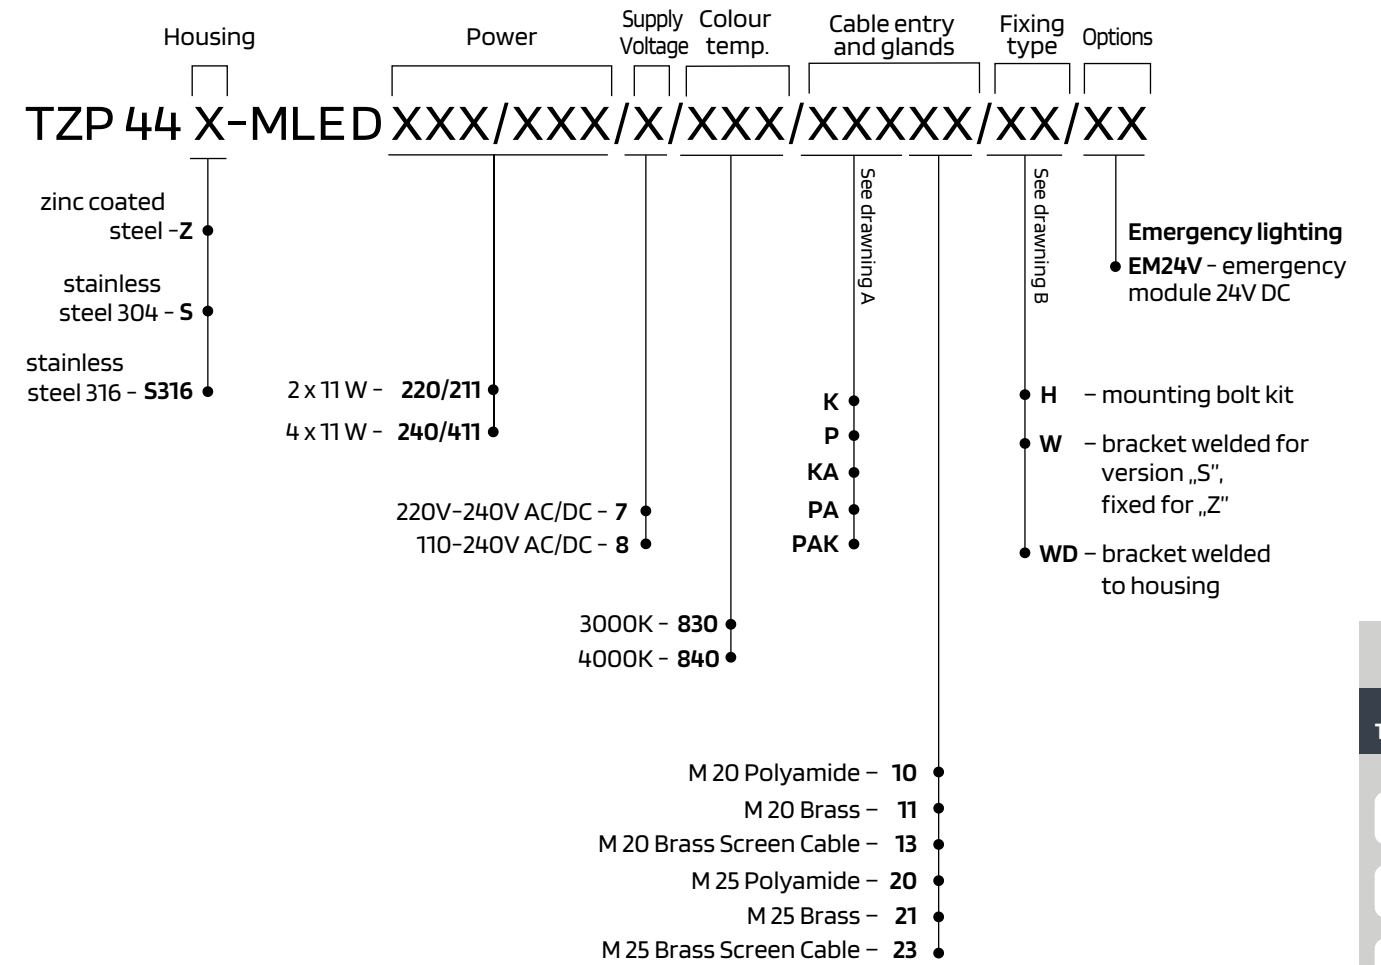 Housing
Power
Supply
Voltage
Colour
temp.
Cable entry
and glands
Fixing
type
Options
TZP 44 X-MLED XXX/XXX/X/XXX/XXXXX/XX/XX
zinc coated
steel -Z
stainless
steel 304 - S
stainless
steel 316 - S316
2 x 11 W - 220/211
4 x 11 W - 240/411
220V-240V AC/DC - 7
110-240V AC/DC - 8
3000K - 830
4000K - 840
See drawning A
K
P
KA
PA
PAK
M 20 Polyamide – 10
M 20 Brass – 11
M 20 Brass Screen Cable – 13
M 25 Polyamide – 20
M 25 Brass – 21
M 25 Brass Screen Cable – 23
See drawning B
H – mounting bolt kit
W – bracket welded for
version „S”,
fixed for „Z”
WD – bracket welded
to housing
Emergency lighting
EM24V - emergency
module 24V DC